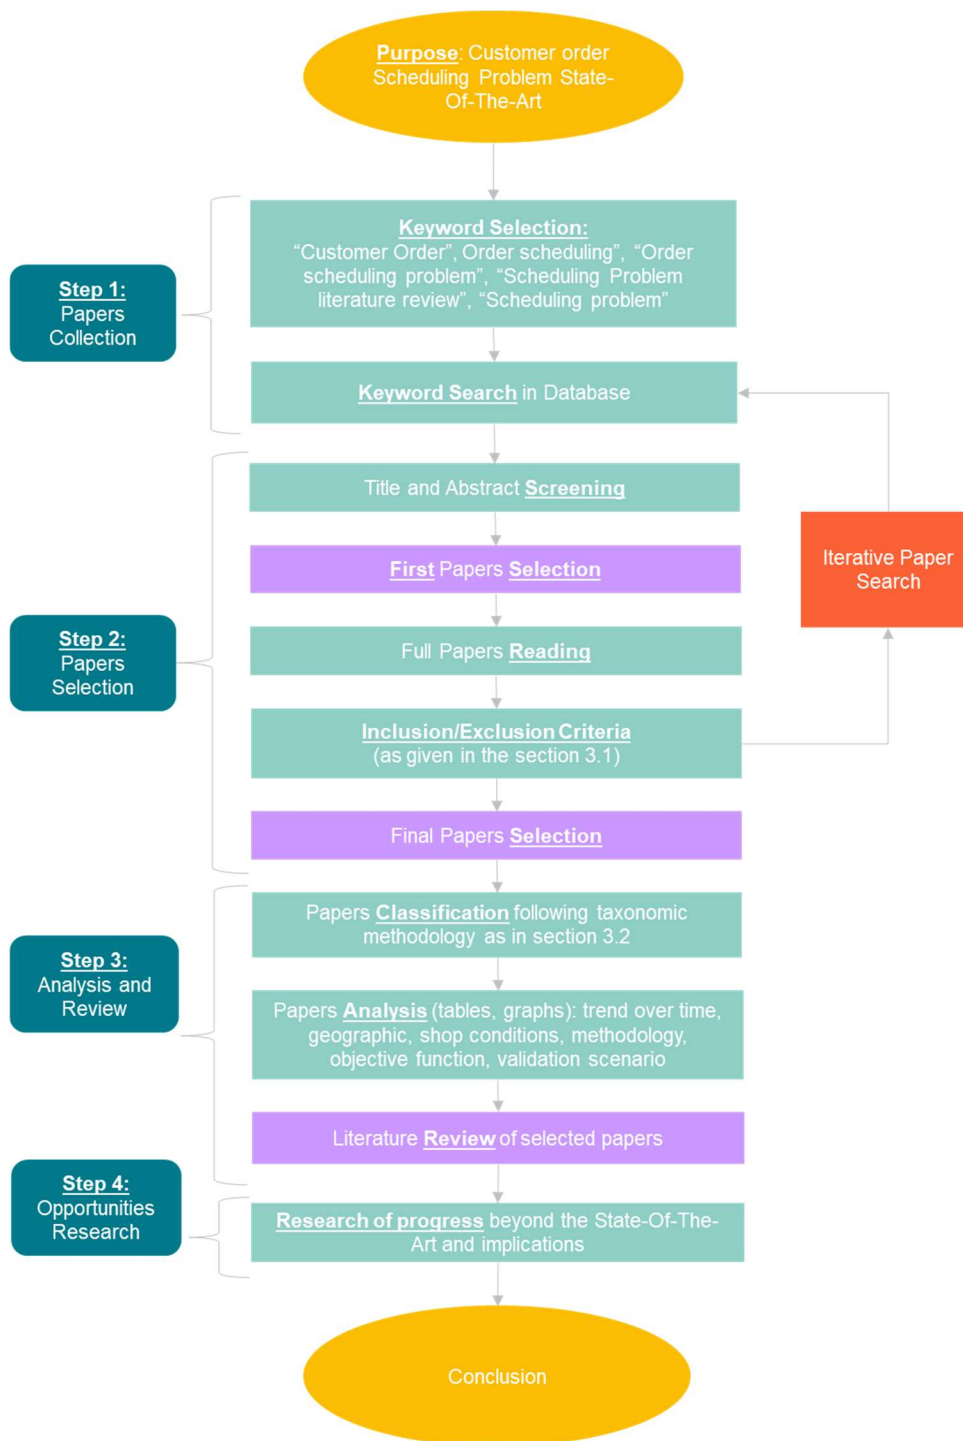 Purpose: Customer order
Scheduling Problem State-
Of-The-Art
Keyword Selection:
“Customer Order”, Order scheduling”, “Order
scheduling problem”, “Scheduling Problem
literature review”, “Scheduling problem”
Step 1:
Papers
Collection
Keyword Search in Database
Title and Abstract Screening
First Papers Selection
Iterative Paper
Search
Full Papers Reading
Step 2:
Papers
Selection
Inclusion/Exclusion Criteria
(as given in the section 3.1)
Final Papers Selection
Papers Classification following taxonomic
methodology as in section 3.2
Step 3:
Analysis and
Review
Papers Analysis (tables, graphs): trend over time,
geographic, shop conditions, methodology,
objective function, validation scenario
Literature Review of selected papers
Step 4:
Opportunities
Research
Research of progress beyond the State-Of-The-
Art and implications
Conclusion